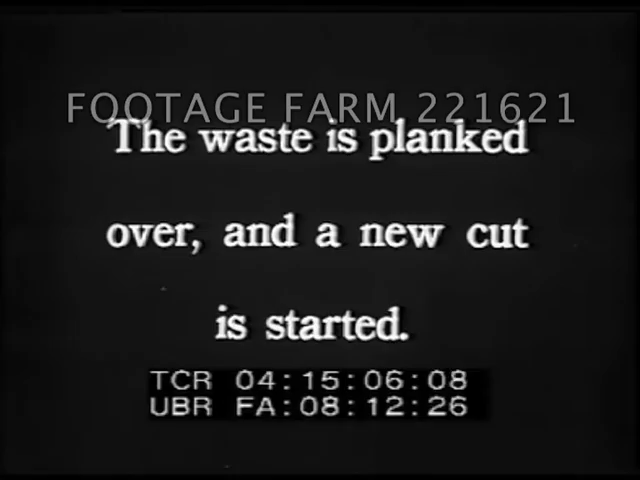 FOOTAGE FARM 221621
The waste is planked
over, and a new cut
is started.
TCR 04:15:06:08
UBR FA:08:12:26